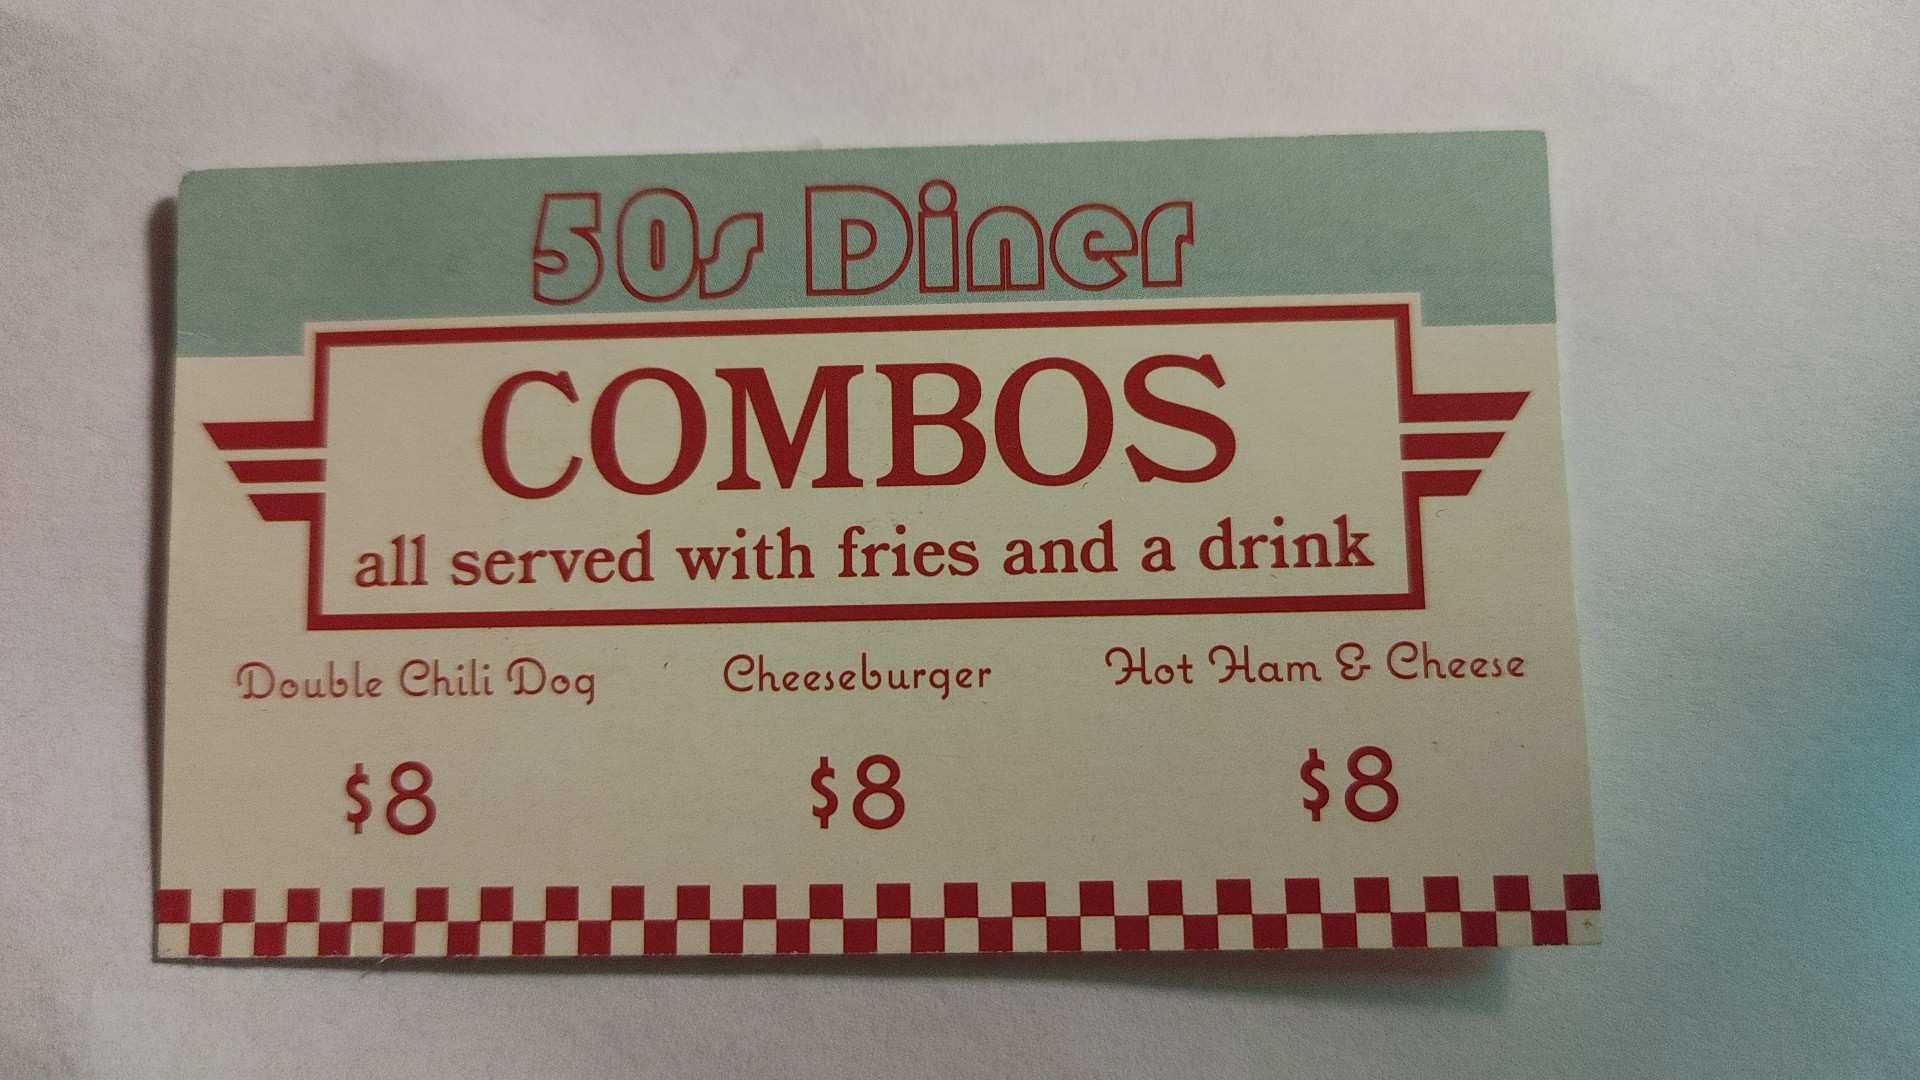 50s Diner
COMBOS
all served with fries and a drink
Double Chili Dog Cheeseburger Hot Ham & Cheese
$8 $8 $8